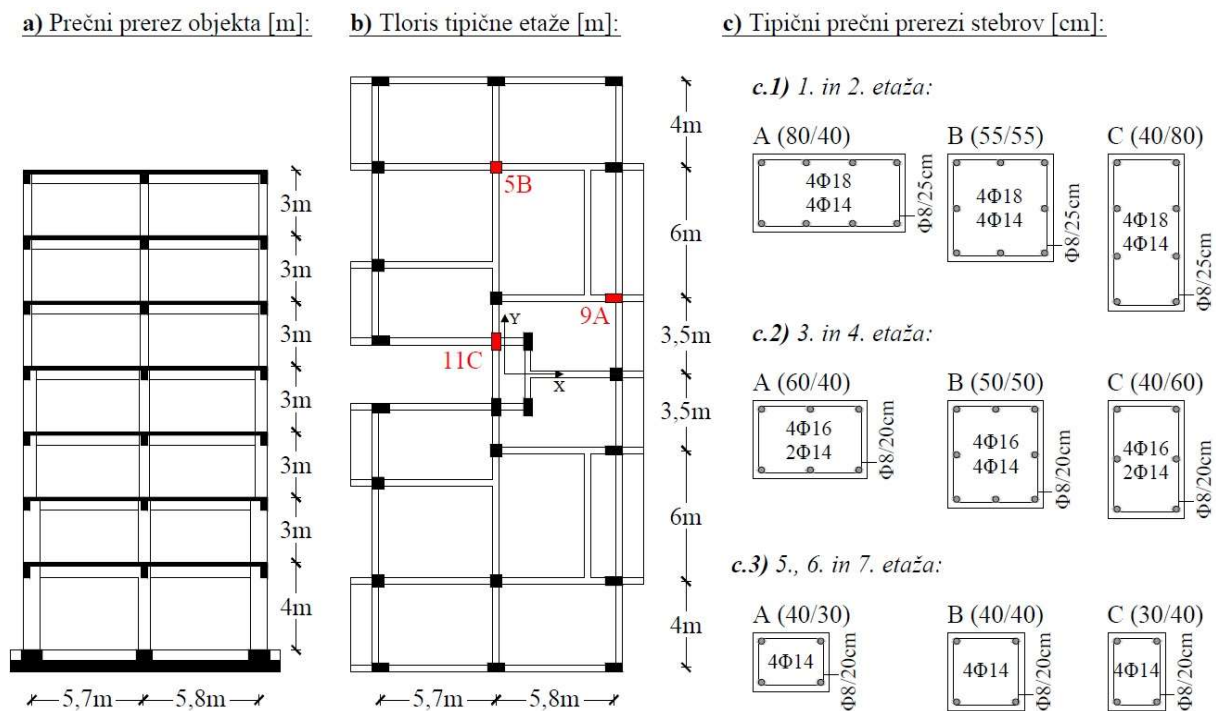 a) Prečni prerez objekta [m]:
3m
3m
3m
3m
3m
3m
4m
5,7m
5,8m
b) Tloris tipične etaže [m]:
5B
9A
11C
Y
X
4m
6m
3,5m
3,5m
6m
4m
5,7m
5,8m
c) Tipični prečni prerezi stebrov [cm]:
c.1) 1. in 2. etaža:
A (80/40)
4Φ18
4Φ14
Φ8/25cm
B (55/55)
4Φ18
4Φ14
Φ8/25cm
C (40/80)
4Φ18
4Φ14
Φ8/25cm
c.2) 3. in 4. etaža:
A (60/40)
4Φ16
2Φ14
Φ8/20cm
B (50/50)
4Φ16
4Φ14
Φ8/20cm
C (40/60)
4Φ16
2Φ14
Φ8/20cm
c.3) 5., 6. in 7. etaža:
A (40/30)
4Φ14
Φ8/20cm
B (40/40)
4Φ14
Φ8/20cm
C (30/40)
4Φ14
Φ8/20cm